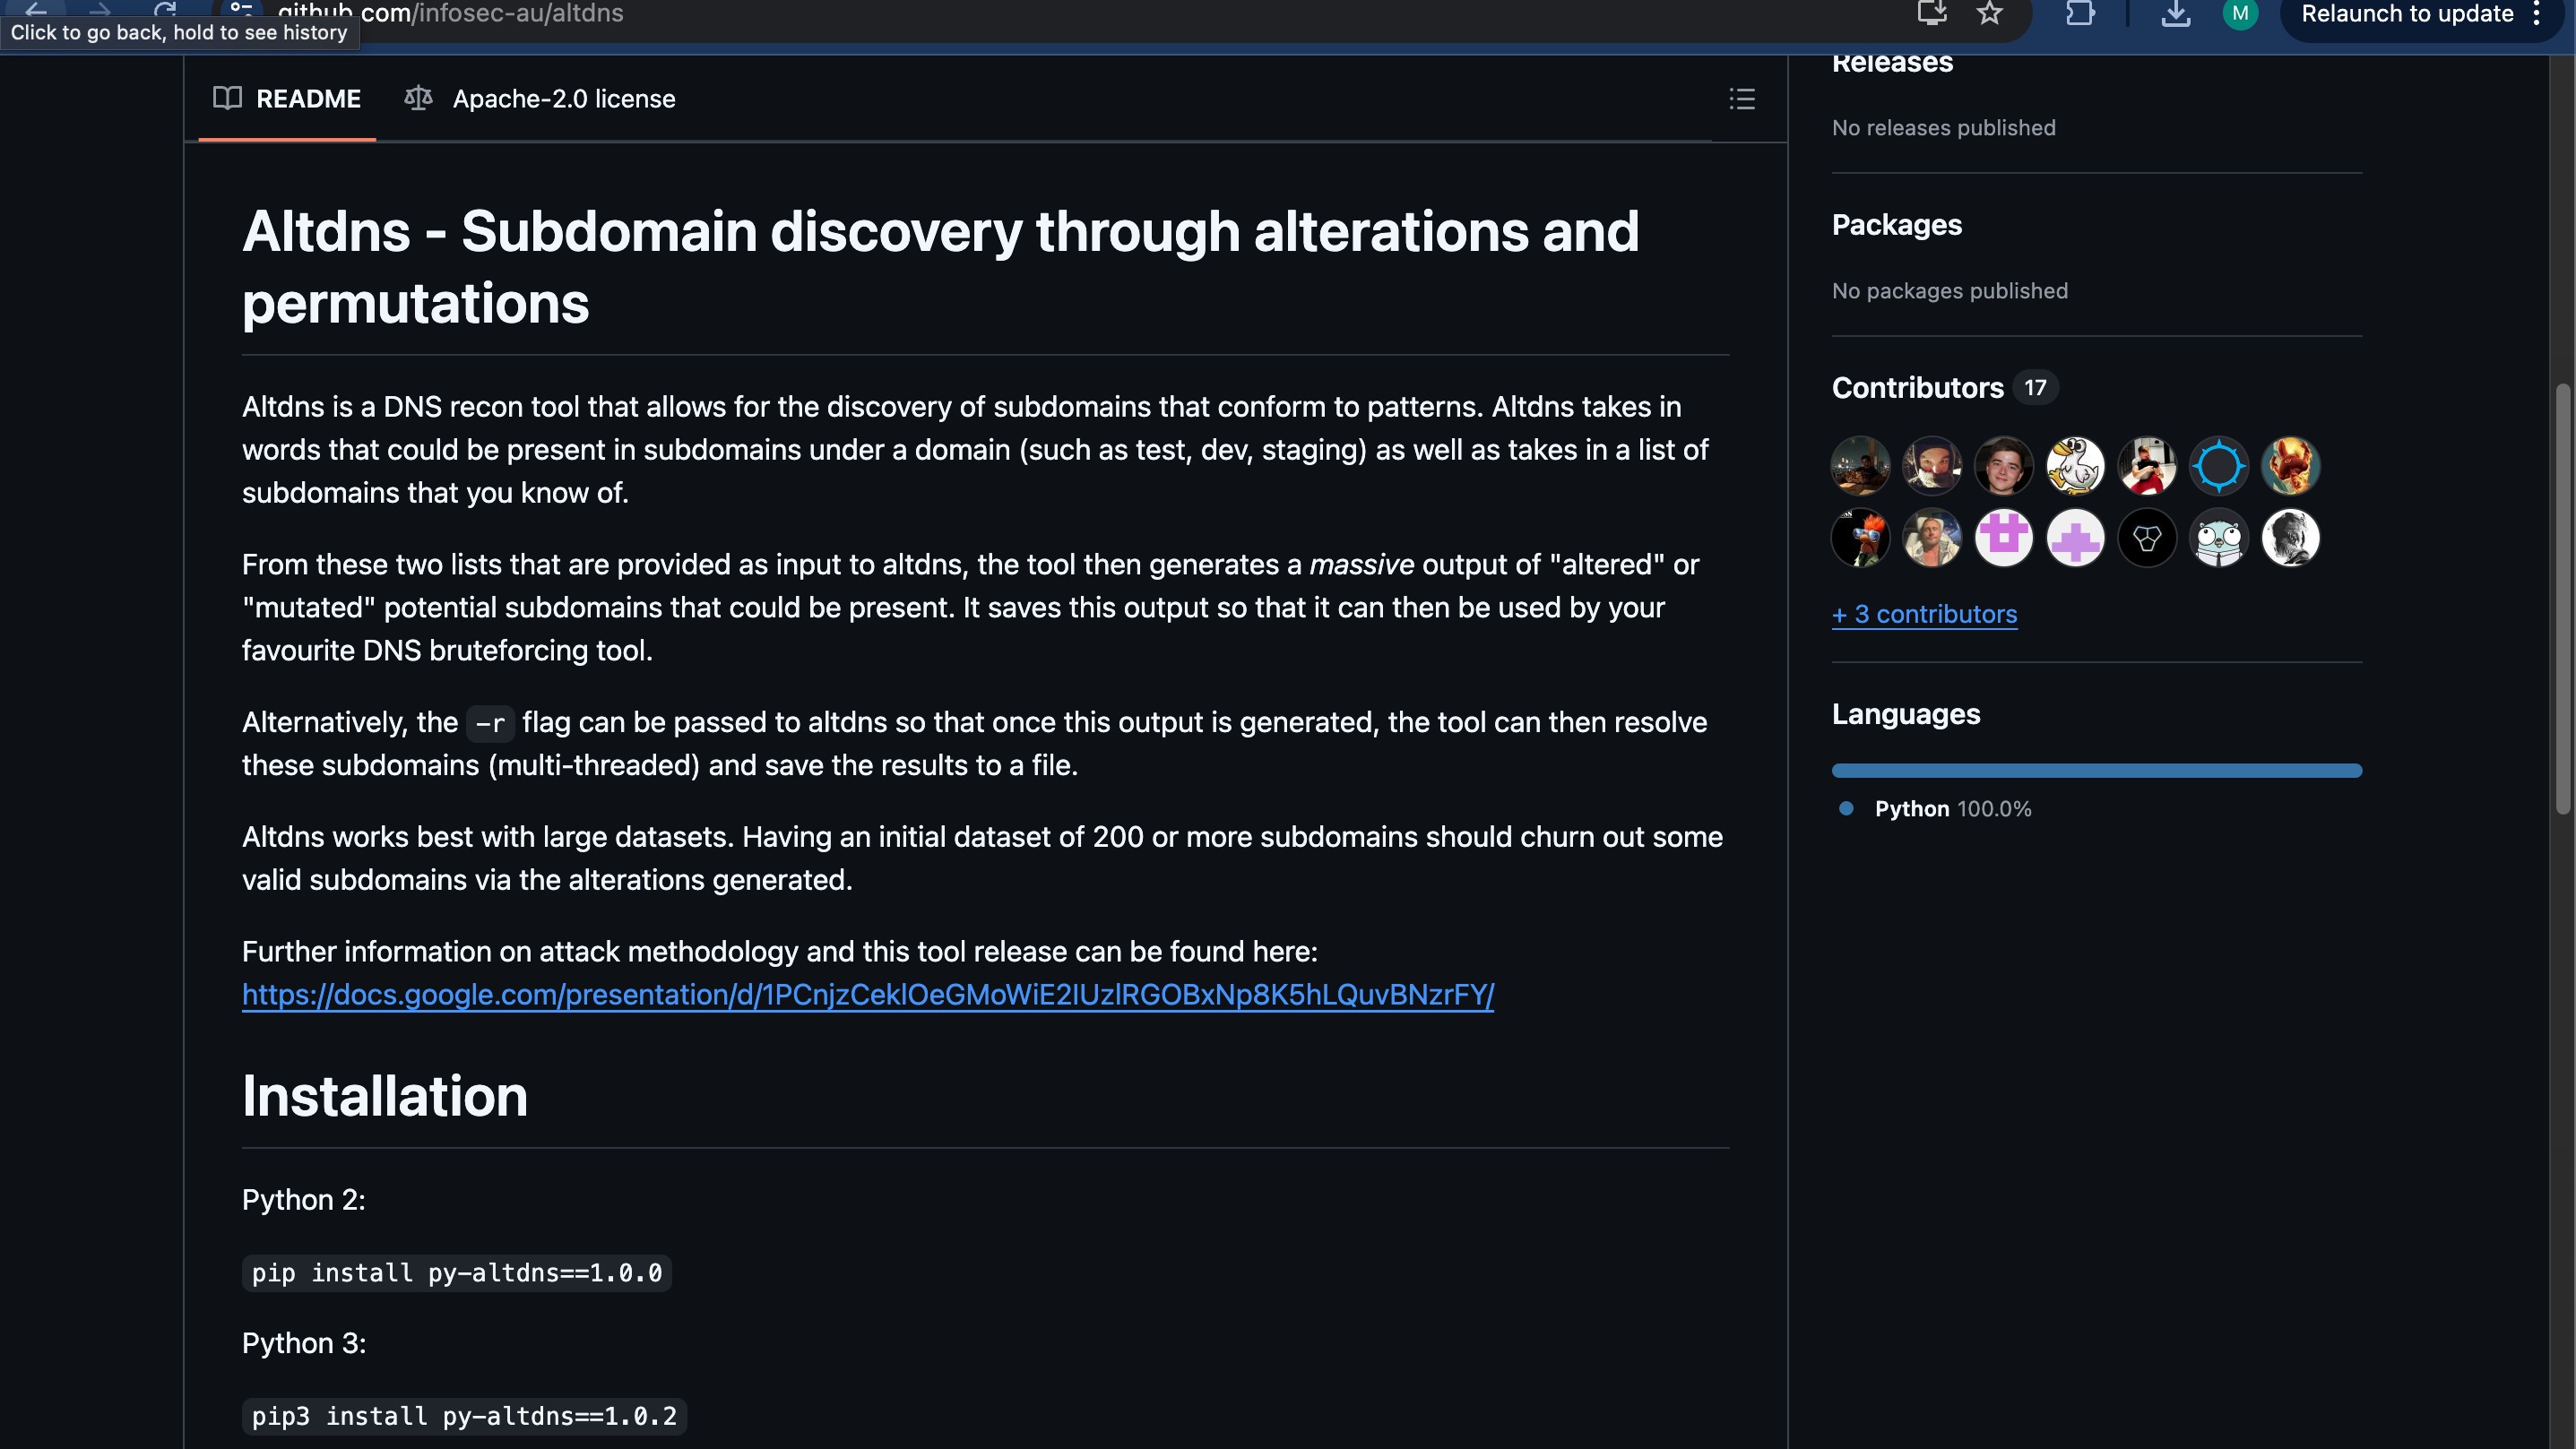 github.com/infosec-au/altdns
Relaunch to update
M
Click to go back, hold to see history
README
Apache-2.0 license
Altdns - Subdomain discovery through alterations and
permutations
Altdns is a DNS recon tool that allows for the discovery of subdomains that conform to patterns. Altdns takes in
words that could be present in subdomains under a domain (such as test, dev, staging) as well as takes in a list of
subdomains that you know of.
From these two lists that are provided as input to altdns, the tool then generates a massive output of "altered" or
"mutated" potential subdomains that could be present. It saves this output so that it can then be used by your
favourite DNS bruteforcing tool.
Alternatively, the -r flag can be passed to altdns so that once this output is generated, the tool can then resolve
these subdomains (multi-threaded) and save the results to a file.
Altdns works best with large datasets. Having an initial dataset of 200 or more subdomains should churn out some
valid subdomains via the alterations generated.
Further information on attack methodology and this tool release can be found here:
https://docs.google.com/presentation/d/1PCnjzCeklOeGMoWiE2IUzlRGOBxNp8K5hLQuvBNzrFY/
Installation
Python 2:
pip install py-altdns==1.0.0
Python 3:
pip3 install py-altdns==1.0.2
Releases
No releases published
Packages
No packages published
Contributors 17
+ 3 contributors
Languages
Python 100.0%